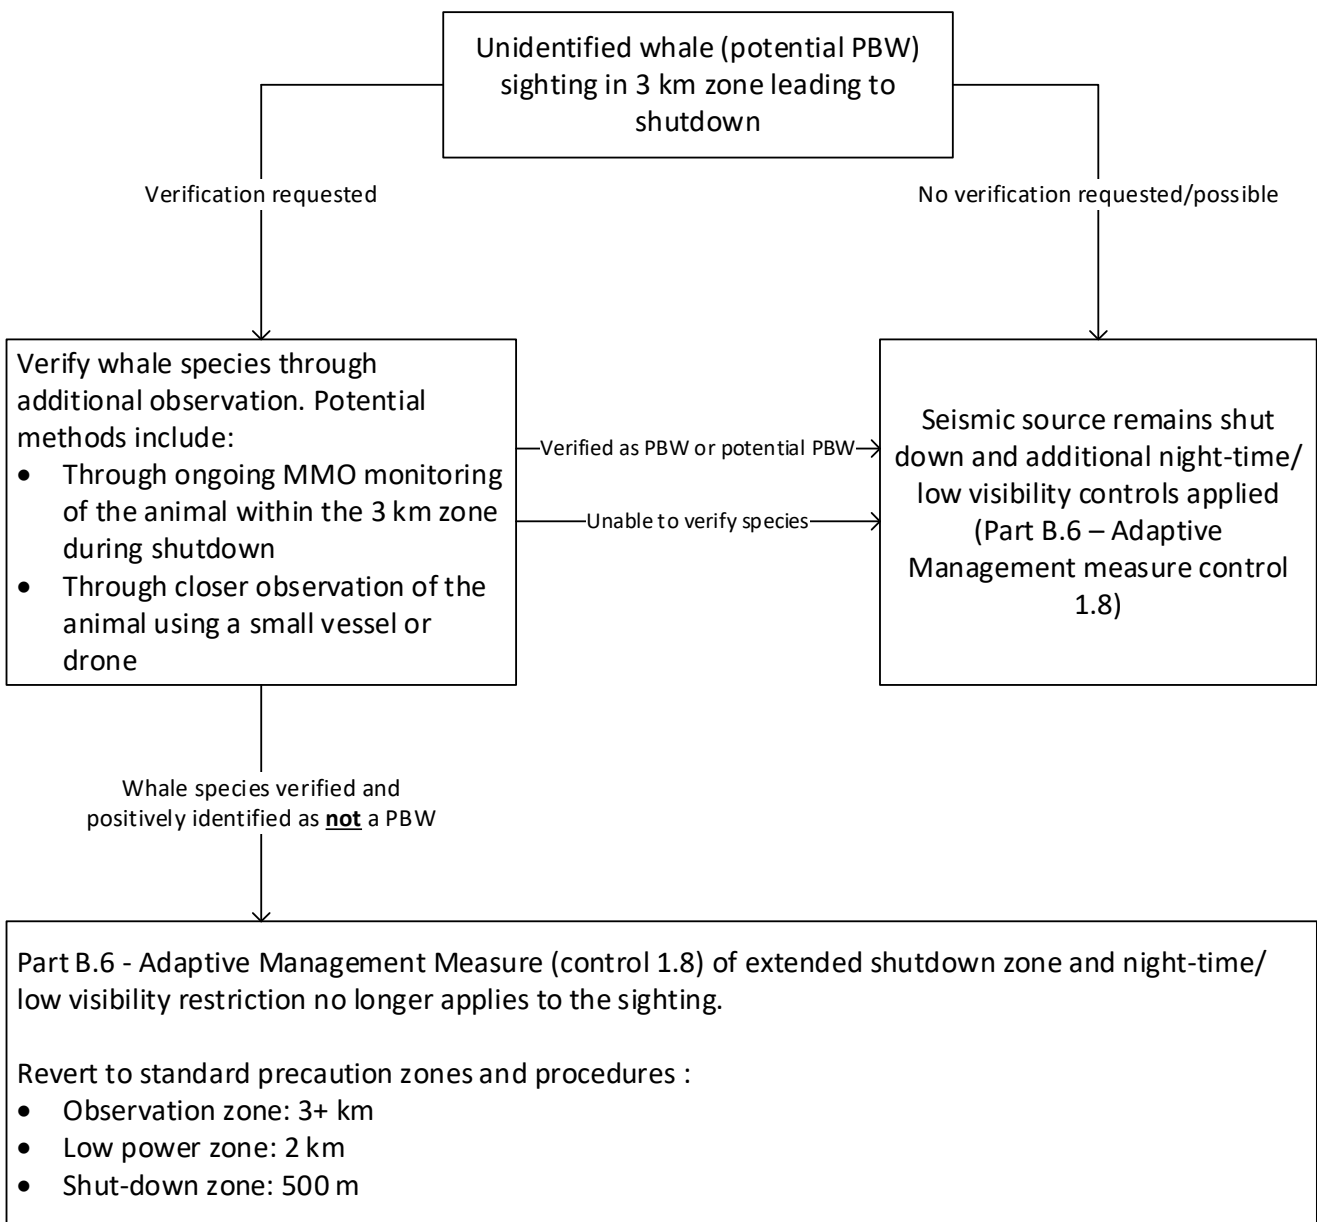 Unidentified whale (potential PBW)
sighting in 3 km zone leading to
shutdown
Verification requested
No verification requested/possible
Verify whale species through
additional observation. Potential
methods include:
• Through ongoing MMO monitoring
of the animal within the 3 km zone
during shutdown
• Through closer observation of the
animal using a small vessel or
drone
Verified as PBW or potential PBW
Unable to verify species
Seismic source remains shut
down and additional night-time/
low visibility controls applied
(Part B.6 – Adaptive
Management measure control
1.8)
Whale species verified and
positively identified as not a PBW
Part B.6 - Adaptive Management Measure (control 1.8) of extended shutdown zone and night-time/
low visibility restriction no longer applies to the sighting.
Revert to standard precaution zones and procedures :
• Observation zone: 3+ km
• Low power zone: 2 km
• Shut-down zone: 500 m